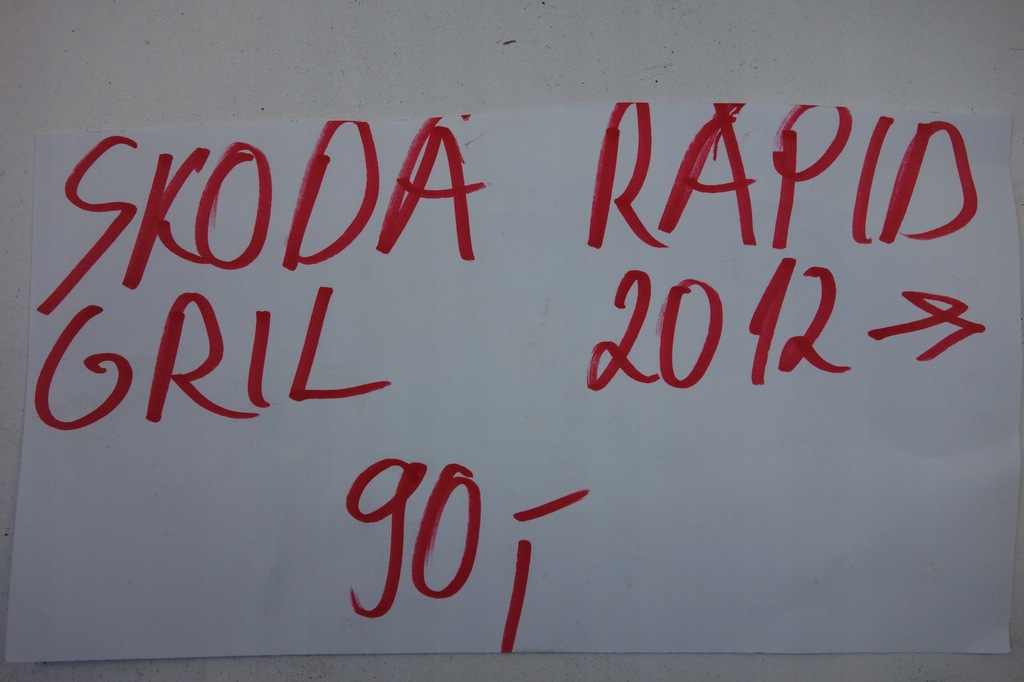 SKODA RAPID
GRIL 2012 →
90,-